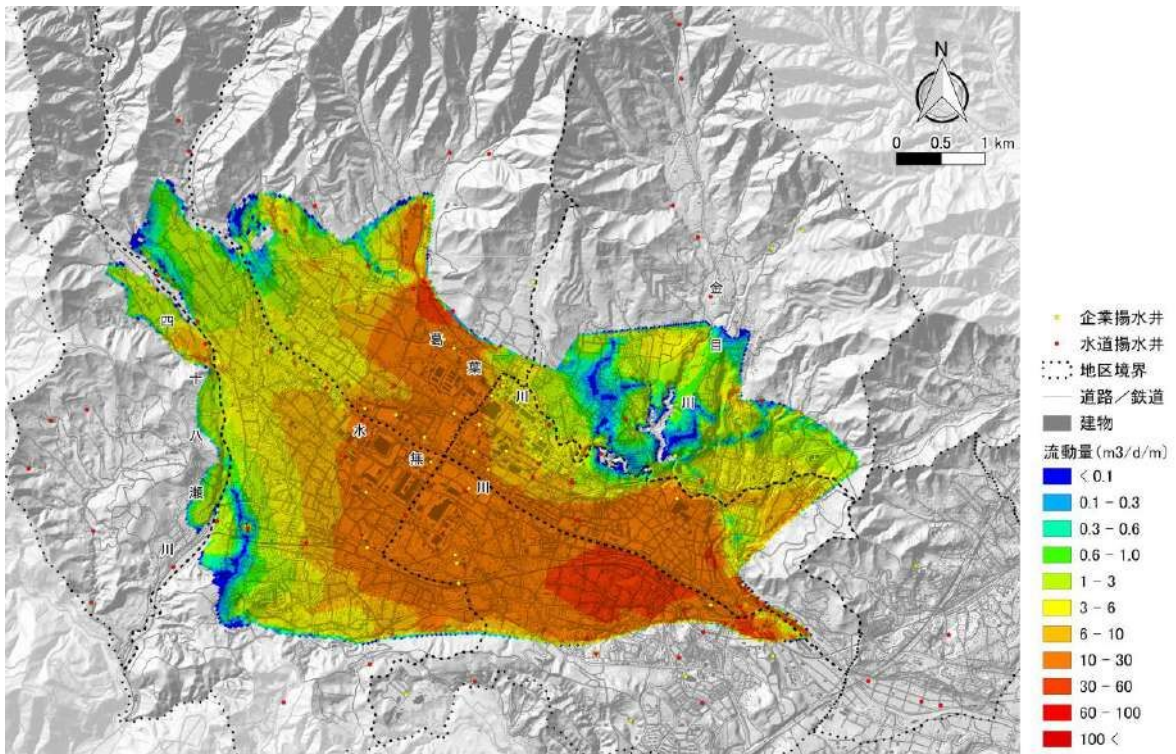 N
0 0.5 1 km
金
目
川
四
十
八
瀬
川
葛
葉
川
水
無
川
企業揚水井
水道揚水井
地区境界
道路/鉄道
建物
流動量(m3/d/m)
< 0.1
0.1 - 0.3
0.3 - 0.6
0.6 - 1.0
1 - 3
3 - 6
6 - 10
10 - 30
30 - 60
60 - 100
100 <